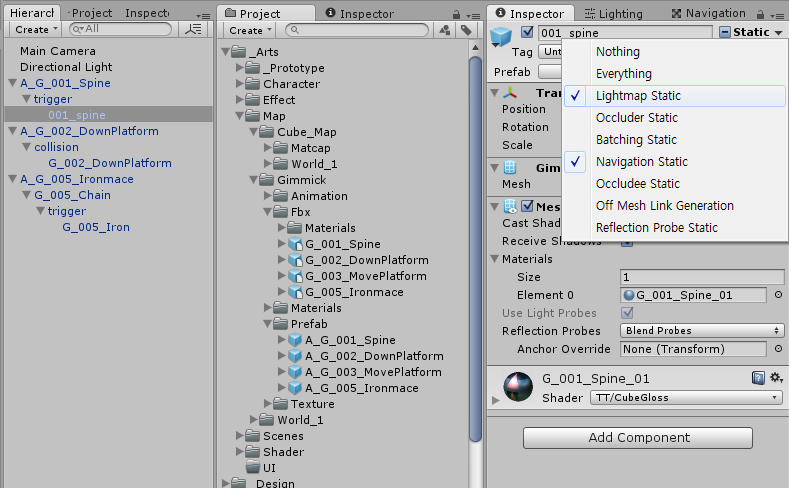 Hierarch
Project
Inspecto
Create
All
Main Camera
Directional Light
A_G_001_Spine
trigger
001_spine
A_G_002_DownPlatform
collision
G_002_DownPlatform
A_G_005_Ironmace
G_005_Chain
trigger
G_005_Iron
Project
Inspector
Create
_Arts
_Prototype
Character
Effect
Map
Cube_Map
Matcap
World_1
Gimmick
Animation
Fbx
Materials
G_001_Spine
G_002_DownPlatform
G_003_MovePlatform
G_005_Ironmace
Materials
Prefab
A_G_001_Spine
A_G_002_DownPlatform
A_G_003_MovePlatform
A_G_005_Ironmace
Texture
World_1
Scenes
Shader
UI
_Design
Inspector
Lighting
Navigation
001_spine
Static
Tag Unt
Prefab
Nothing
Everything
Lightmap Static
Occluder Static
Batching Static
Navigation Static
Occludee Static
Off Mesh Link Generation
Reflection Probe Static
Tran
Position
Rotation
Scale
Gim
Mesh
Mes
Cast Shad
Receive Shadows
Materials
Size 1
Element 0 G_001_Spine_01
Use Light Probes
Reflection Probes Blend Probes
Anchor Override None (Transform)
G_001_Spine_01
Shader TT/CubeGloss
Add Component